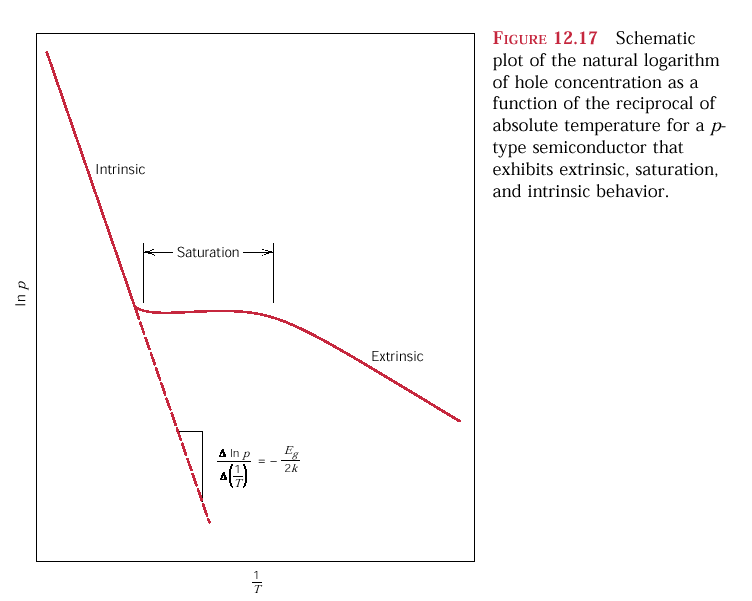 FIGURE 12.17 Schematic
plot of the natural logarithm
of hole concentration as a
function of the reciprocal of
absolute temperature for a p-
type semiconductor that
exhibits extrinsic, saturation,
and intrinsic behavior.
Intrinsic
Saturation
ln p
Extrinsic
Δ ln p / Δ(1/T) = − Eg / 2k
1/T